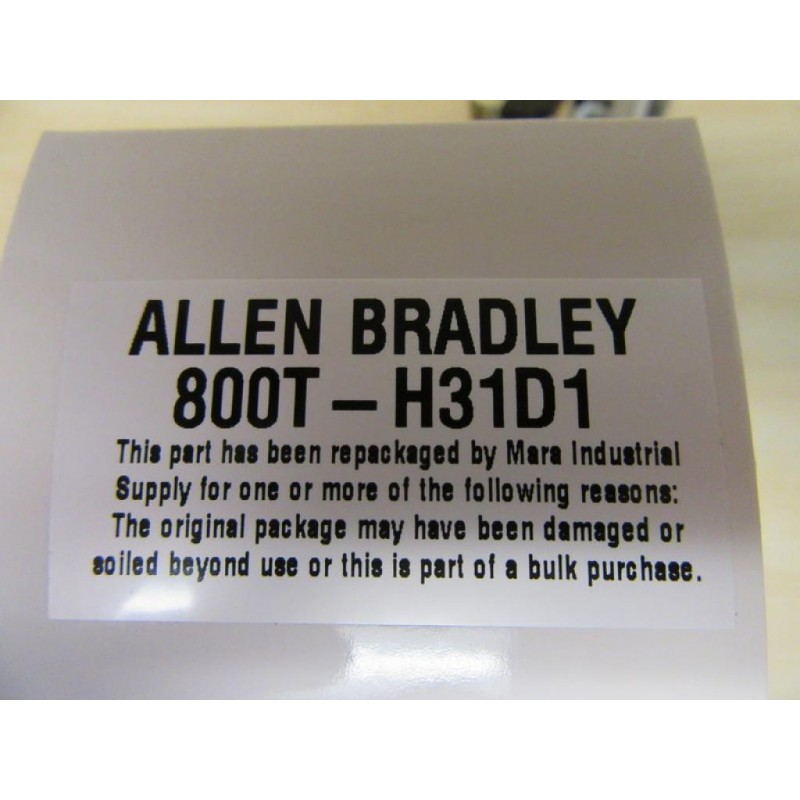 ALLEN BRADLEY
800T – H31D1
This part has been repackaged by Mara Industrial
Supply for one or more of the following reasons:
The original package may have been damaged or
soiled beyond use or this is part of a bulk purchase.